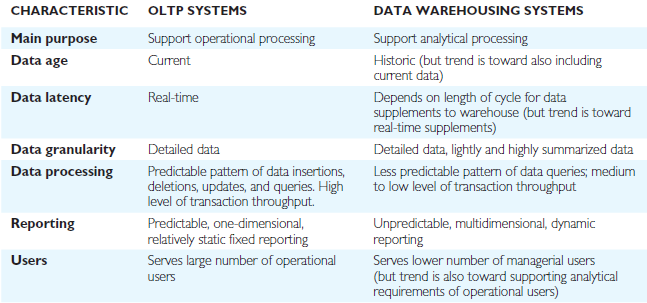 CHARACTERISTIC OLTP SYSTEMS DATA WAREHOUSING SYSTEMS
Main purpose Support operational processing Support analytical processing
Data age Current Historic (but trend is toward also including
current data)
Data latency Real-time Depends on length of cycle for data
supplements to warehouse (but trend is toward
real-time supplements)
Data granularity Detailed data Detailed data, lightly and highly summarized data
Data processing Predictable pattern of data insertions, Less predictable pattern of data queries; medium
deletions, updates, and queries. High to low level of transaction throughput
level of transaction throughput.
Reporting Predictable, one-dimensional, Unpredictable, multidimensional, dynamic
relatively static fixed reporting reporting
Users Serves large number of operational Serves lower number of managerial users
users (but trend is also toward supporting analytical
requirements of operational users)